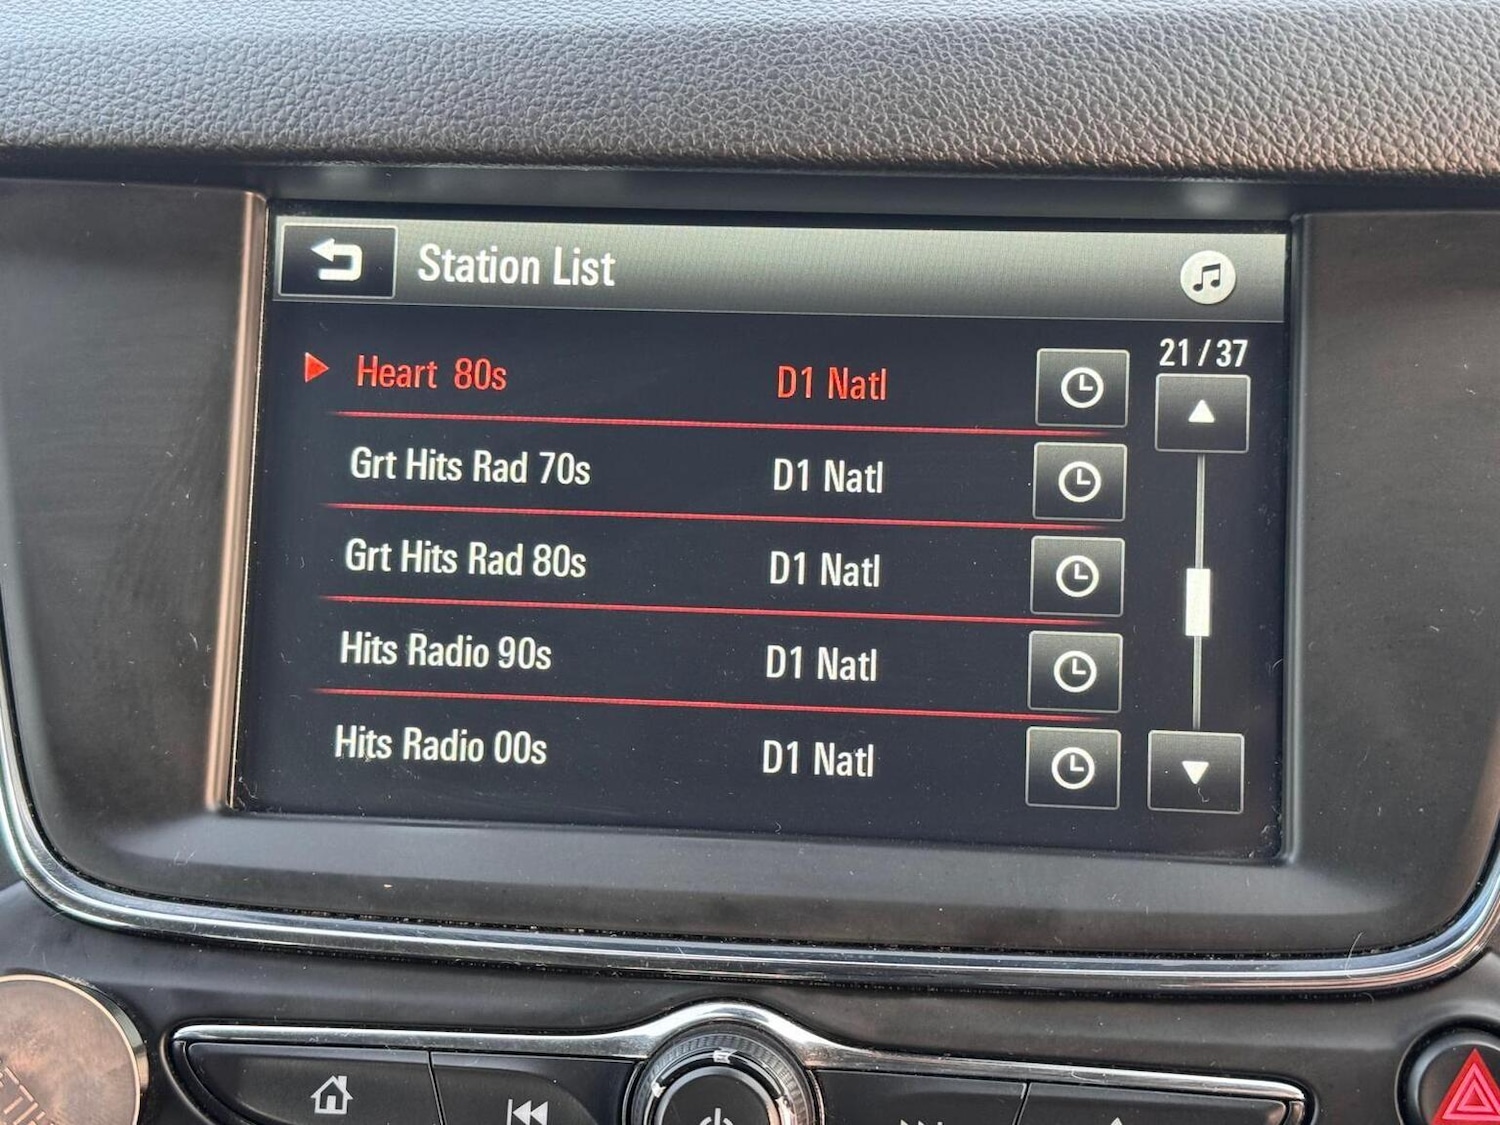 Station List
21 / 37
Heart 80s D1 Natl
Grt Hits Rad 70s D1 Natl
Grt Hits Rad 80s D1 Natl
Hits Radio 90s D1 Natl
Hits Radio 00s D1 Natl